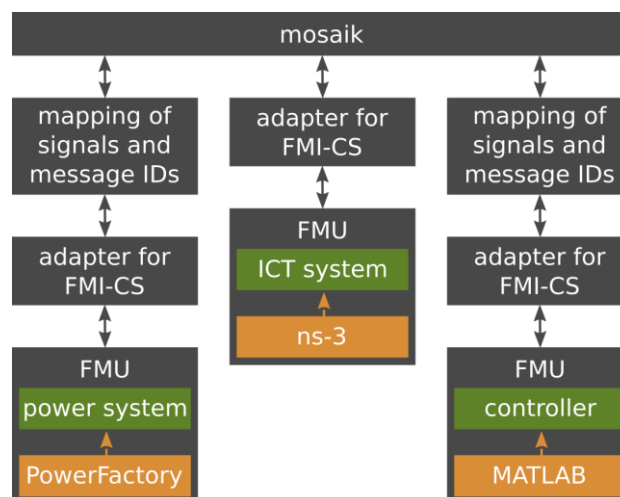 mosaik
mapping of
signals and
message IDs
adapter for
FMI-CS
FMU
power system
PowerFactory
adapter for
FMI-CS
FMU
ICT system
ns-3
mapping of
signals and
message IDs
adapter for
FMI-CS
FMU
controller
MATLAB